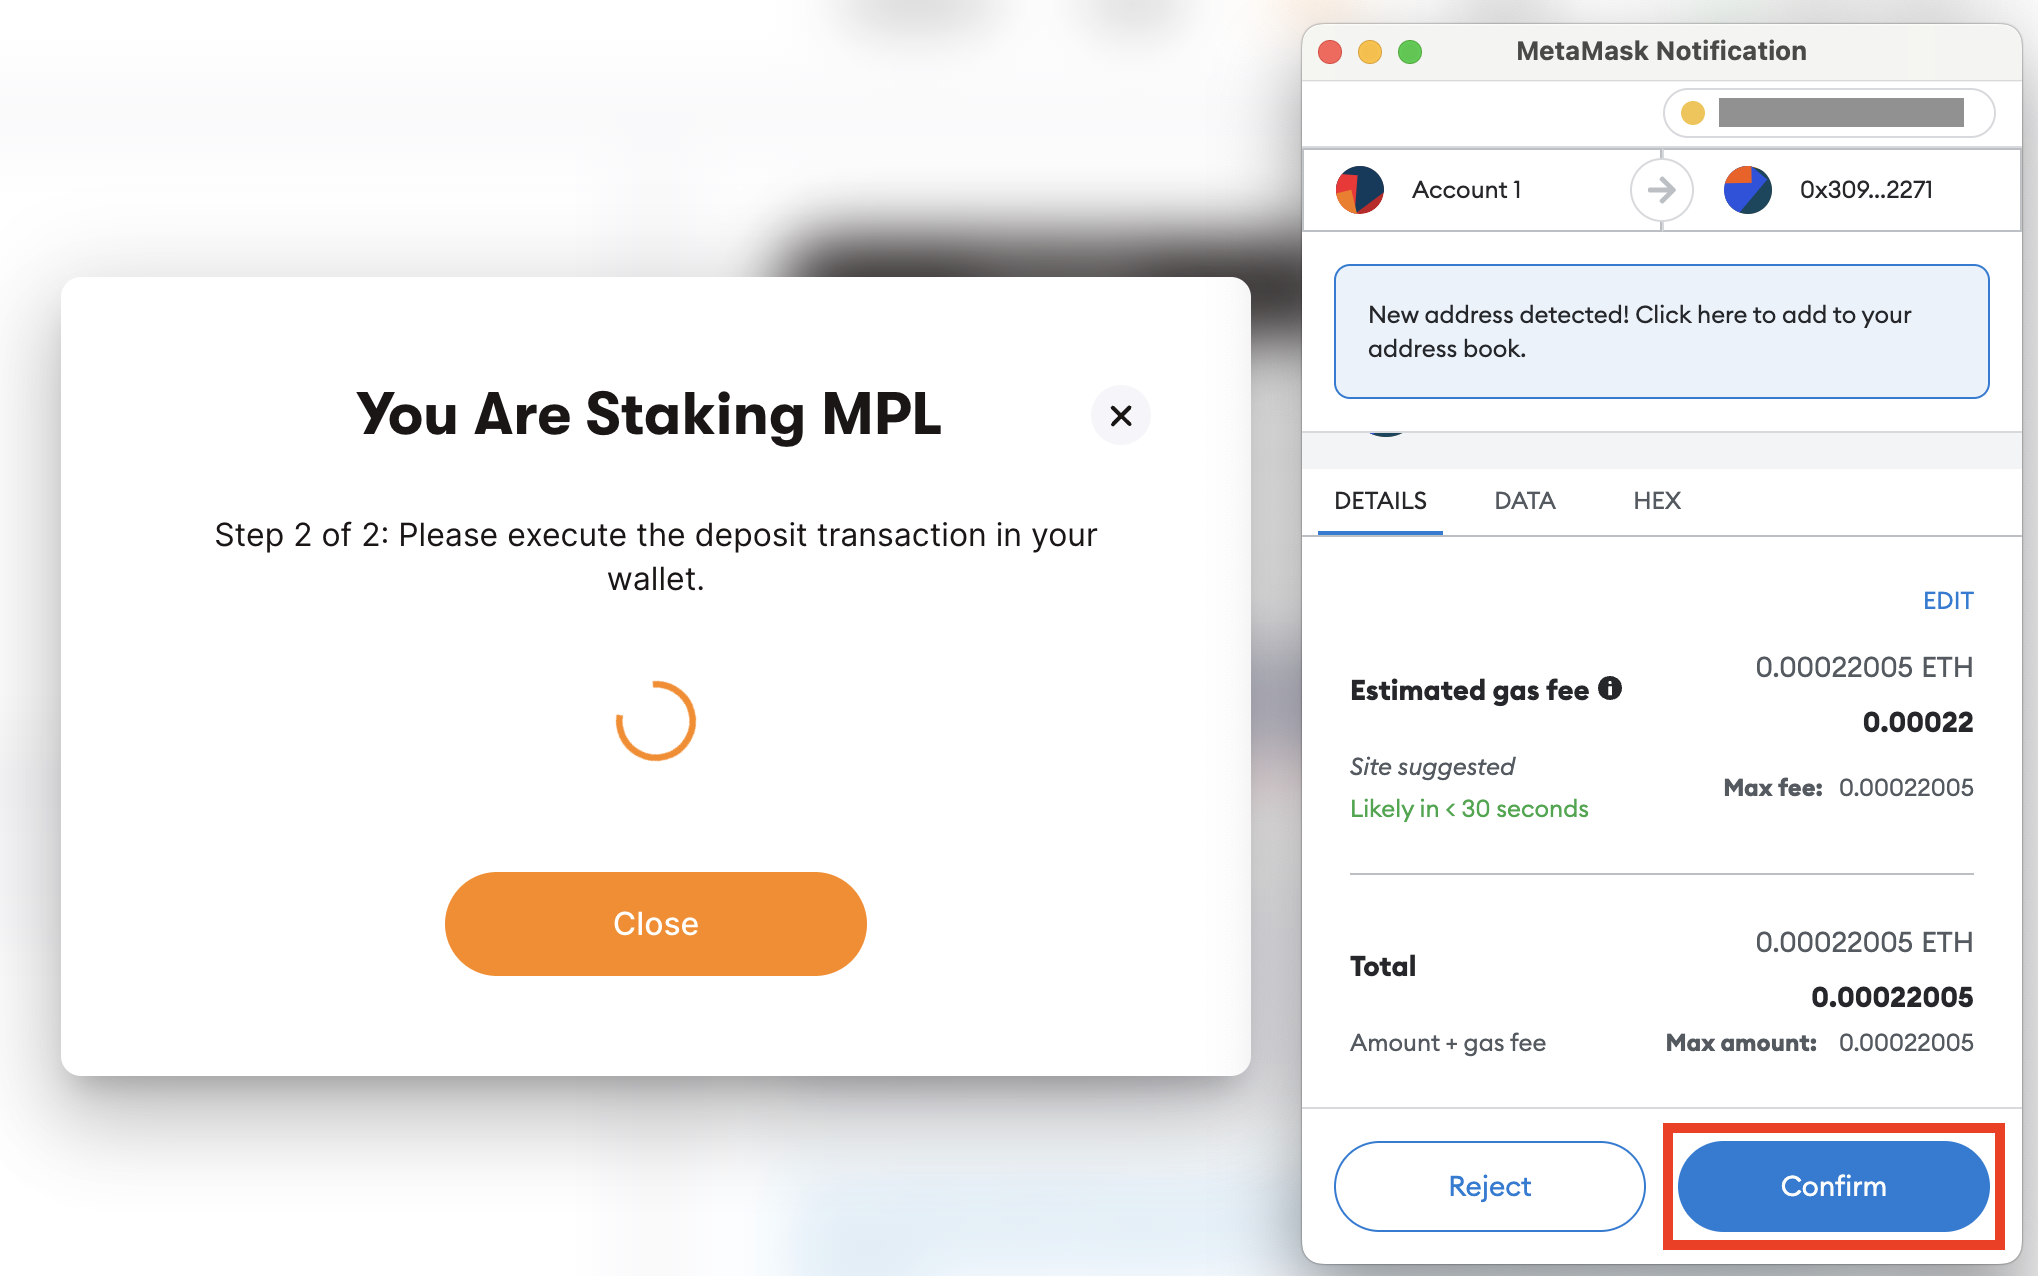 You Are Staking MPL
Step 2 of 2: Please execute the deposit transaction in your
wallet.
Close
MetaMask Notification
Account 1
0x309...2271
New address detected! Click here to add to your
address book.
DETAILS DATA HEX
EDIT
Estimated gas fee
0.00022005 ETH
0.00022
Site suggested
Likely in < 30 seconds
Max fee: 0.00022005
Total
0.00022005 ETH
0.00022005
Amount + gas fee
Max amount: 0.00022005
Reject
Confirm